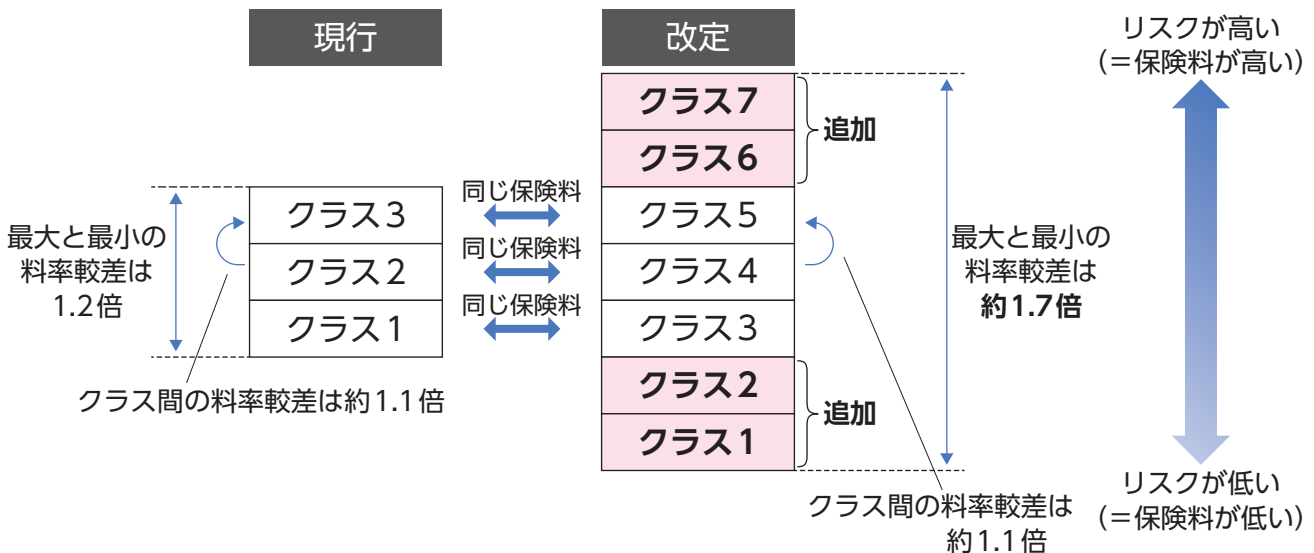 現行
改定
リスクが高い
(＝保険料が高い)
クラス7
クラス6
追加
クラス3
同じ保険料
クラス5
クラス2
同じ保険料
クラス4
クラス1
同じ保険料
クラス3
最大と最小の
料率較差は
1.2倍
最大と最小の
料率較差は
約1.7倍
クラス間の料率較差は約1.1倍
クラス2
クラス1
追加
クラス間の料率較差は
約1.1倍
リスクが低い
(＝保険料が低い)